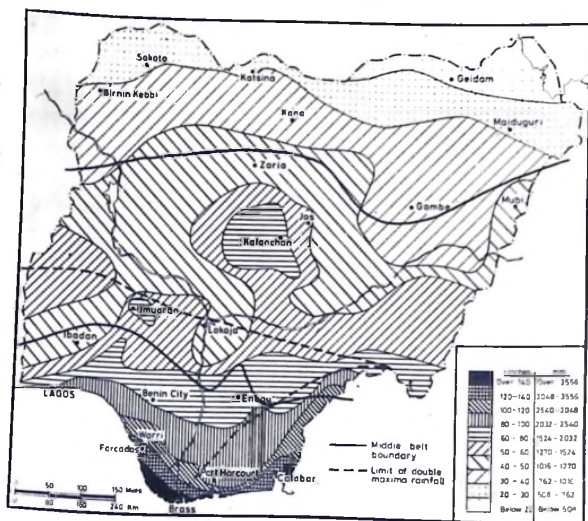 Sokoto
Katsina
Geidam
Birnin Kebbi
Kano
Maiduguri
Zaria
Gombe
Mubi
Jos
Kafanchan
Lokoja
Ibadan
LAGOS
Benin City
Enugu
Warri
Forcados
Port Harcourt
Calabar
Brass
Middle belt
boundary
Limit of double
maxima rainfall
0 50 100 150 Miles
240 Km
inches mm
Over 140 Over 3556
120-140 3048-3556
100-120 2540-3048
80-100 2032-2540
60-80 1524-2032
50-60 1270-1524
40-50 1016-1270
30-40 762-1016
20-30 508-762
Below 20 Below 508